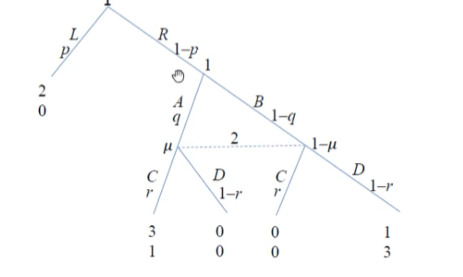 1
L R
p 1–p
1
2
0
A B
q 1–q
μ 2 1–μ
C D C D
r 1–r r 1–r
3 0 0 1
1 0 0 3